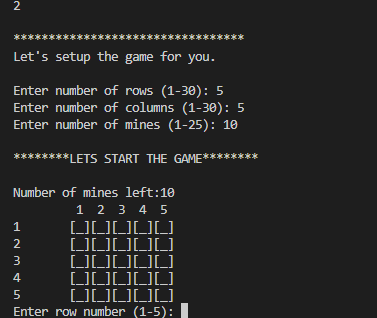 2
*********************************
Let's setup the game for you.
Enter number of rows (1-30): 5
Enter number of columns (1-30): 5
Enter number of mines (1-25): 10
********LETS START THE GAME********
Number of mines left:10
1 2 3 4 5
1 [_][_][_][_][_]
2 [_][_][_][_][_]
3 [_][_][_][_][_]
4 [_][_][_][_][_]
5 [_][_][_][_][_]
Enter row number (1-5):